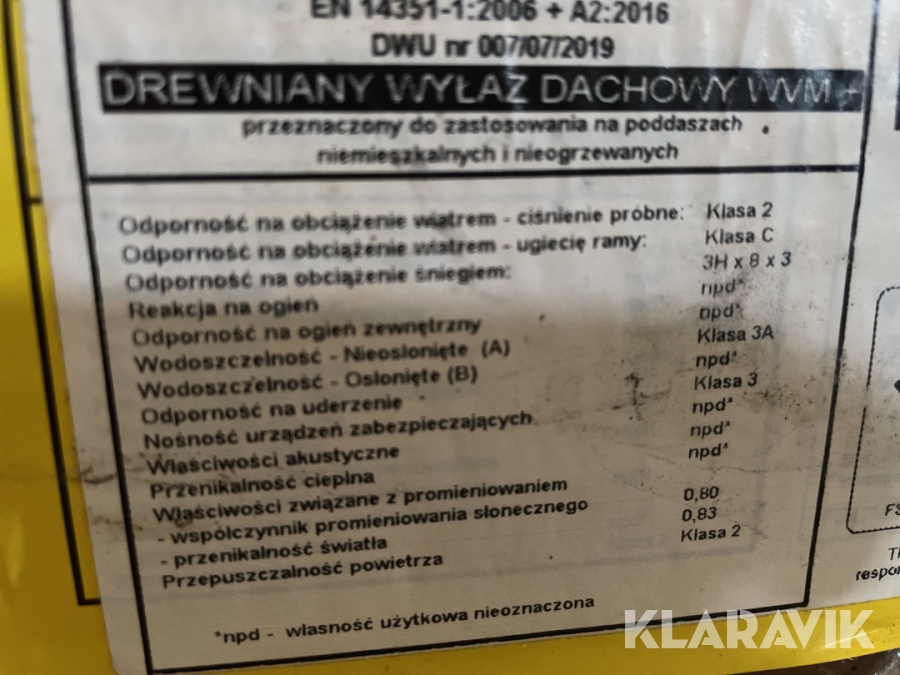 EN 14351-1:2006 + A2:2016
DWU nr 007/07/2019
DREWNIANY WYŁAZ DACHOWY WVM -
przeznaczony do zastosowania na poddaszach
niemieszkalnych i nieogrzewanych
Odporność na obciążenie wiatrem - ciśnienie próbne: Klasa 2
Odporność na obciążenie wiatrem - ugięcie ramy: Klasa C
Odporność na obciążenie śniegiem: 3H x 8 x 3
Reakcja na ogień npd*
Odporność na ogień zewnętrzny npd*
Wodoszczelność - Nieosłonięte (A) Klasa 3A
Wodoszczelność - Osłonięte (B) npd*
Odporność na uderzenie Klasa 3
Nośność urządzeń zabezpieczających npd*
Właściwości akustyczne npd*
Przenikalność cieplna npd*
Właściwości związane z promieniowaniem
- współczynnik promieniowania słonecznego 0,80
- przenikalność światła 0,83
Przepuszczalność powietrza Klasa 2
*npd - własność użytkowa nieoznaczona
FS
respo
KLARAVIK